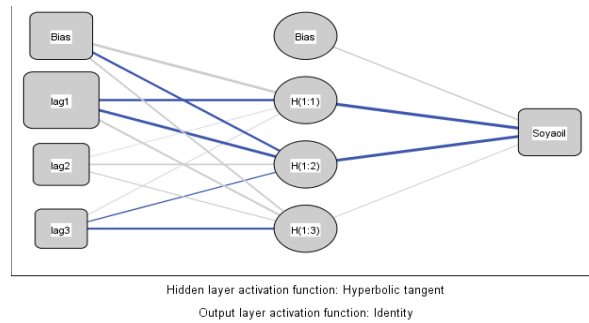 Bias
Bias
lag1
H(1:1)
Soyaoil
lag2
H(1:2)
lag3
H(1:3)
Hidden layer activation function: Hyperbolic tangent
Output layer activation function: Identity